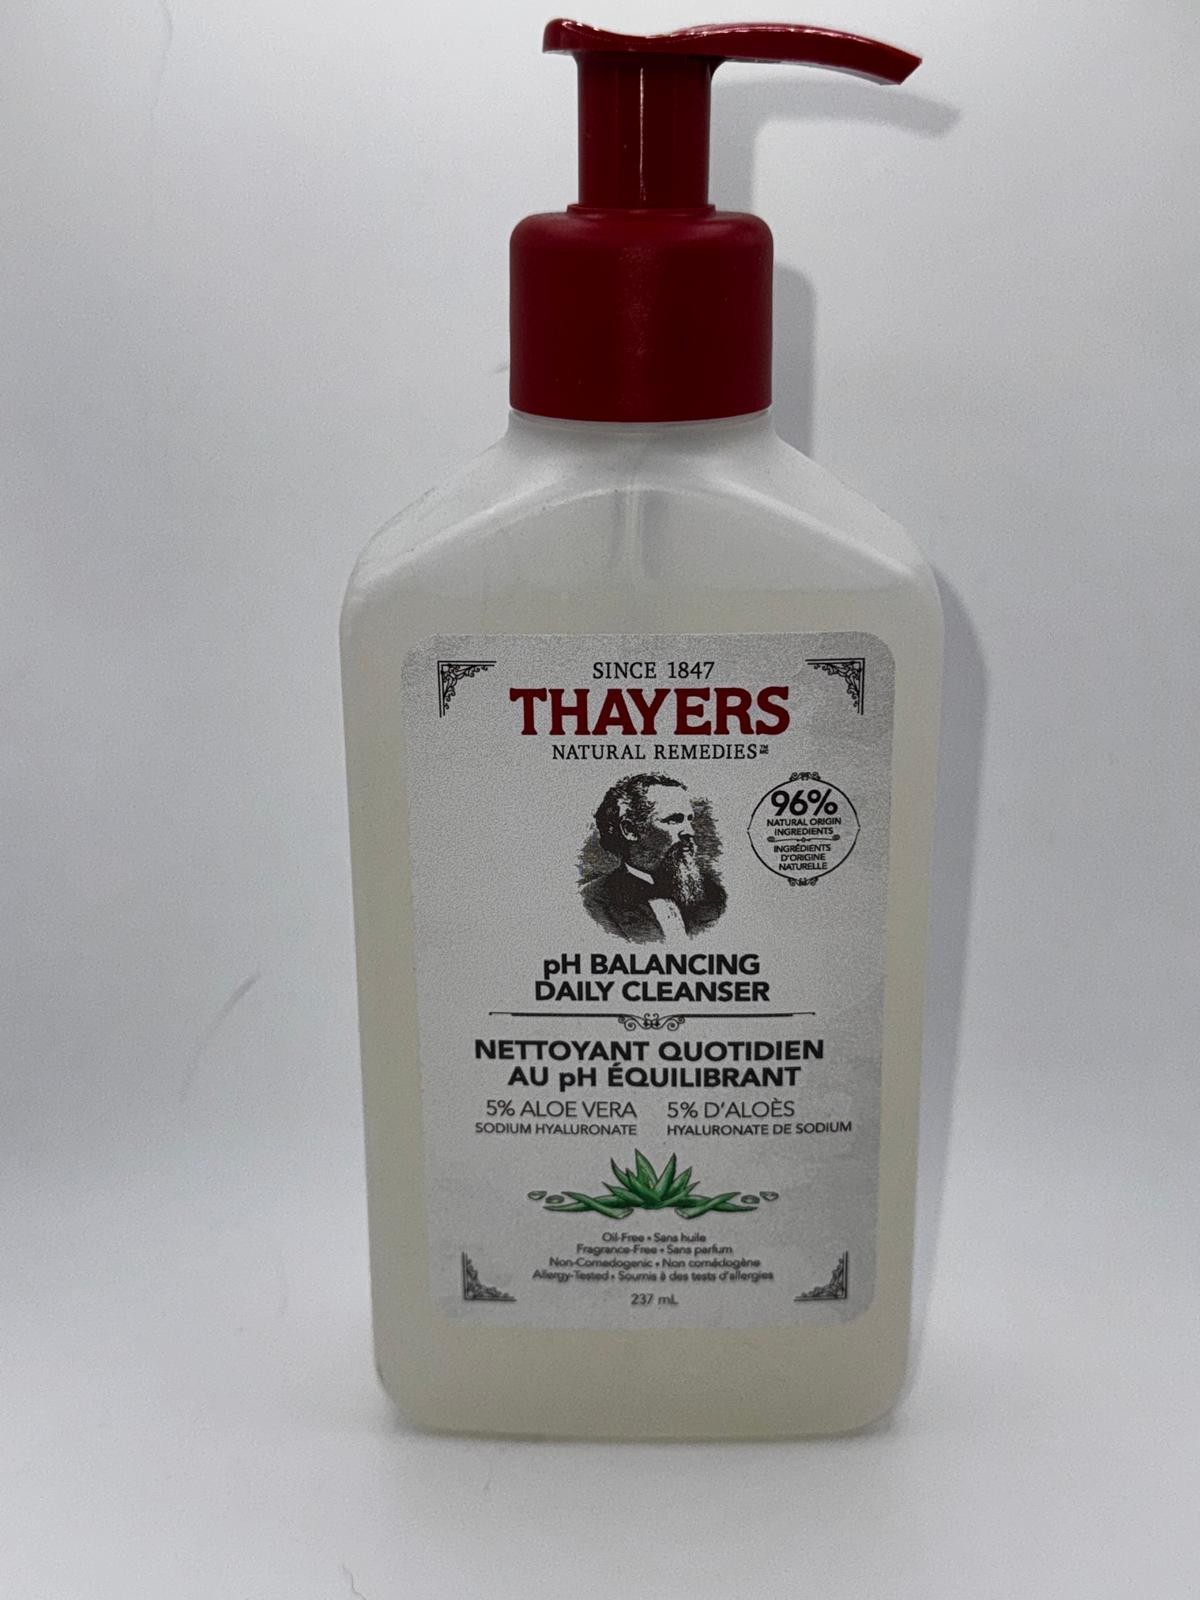 SINCE 1847
THAYERS
NATURAL REMEDIES™ᴹᶜ
96%
NATURAL ORIGIN
INGREDIENTS
INGRÉDIENTS
D'ORIGINE
NATURELLE
pH BALANCING
DAILY CLEANSER
NETTOYANT QUOTIDIEN
AU pH ÉQUILIBRANT
5% ALOE VERA
SODIUM HYALURONATE
5% D'ALOÈS
HYALURONATE DE SODIUM
Oil-Free • Sans huile
Fragrance-Free • Sans parfum
Non-Comedogenic • Non comédogène
Allergy-Tested • Soumis à des tests d'allergies
237 mL